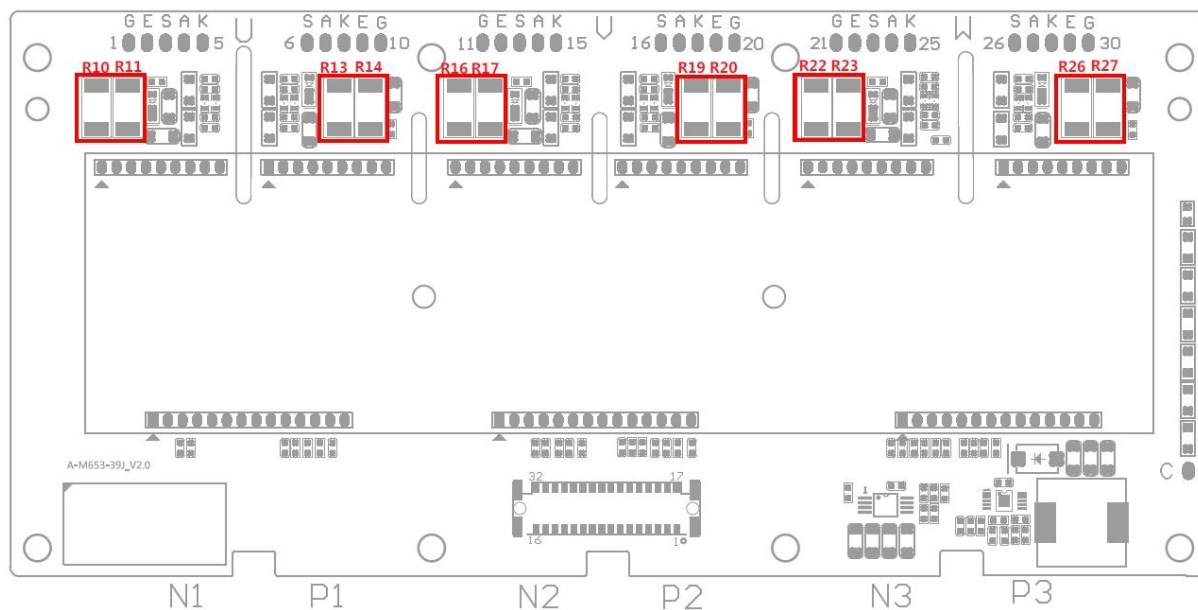 G E S A K U S A K E G G E S A K V S A K E G G E S A K W S A K E G
1 5 6 10 11 15 16 20 21 25 26 30
R10 R11 R13 R14 R16 R17 R19 R20 R22 R23 R26 R27
A-M653-39J_V2.0
32 17
C
1
16 1
N1 P1 N2 P2 N3 P3